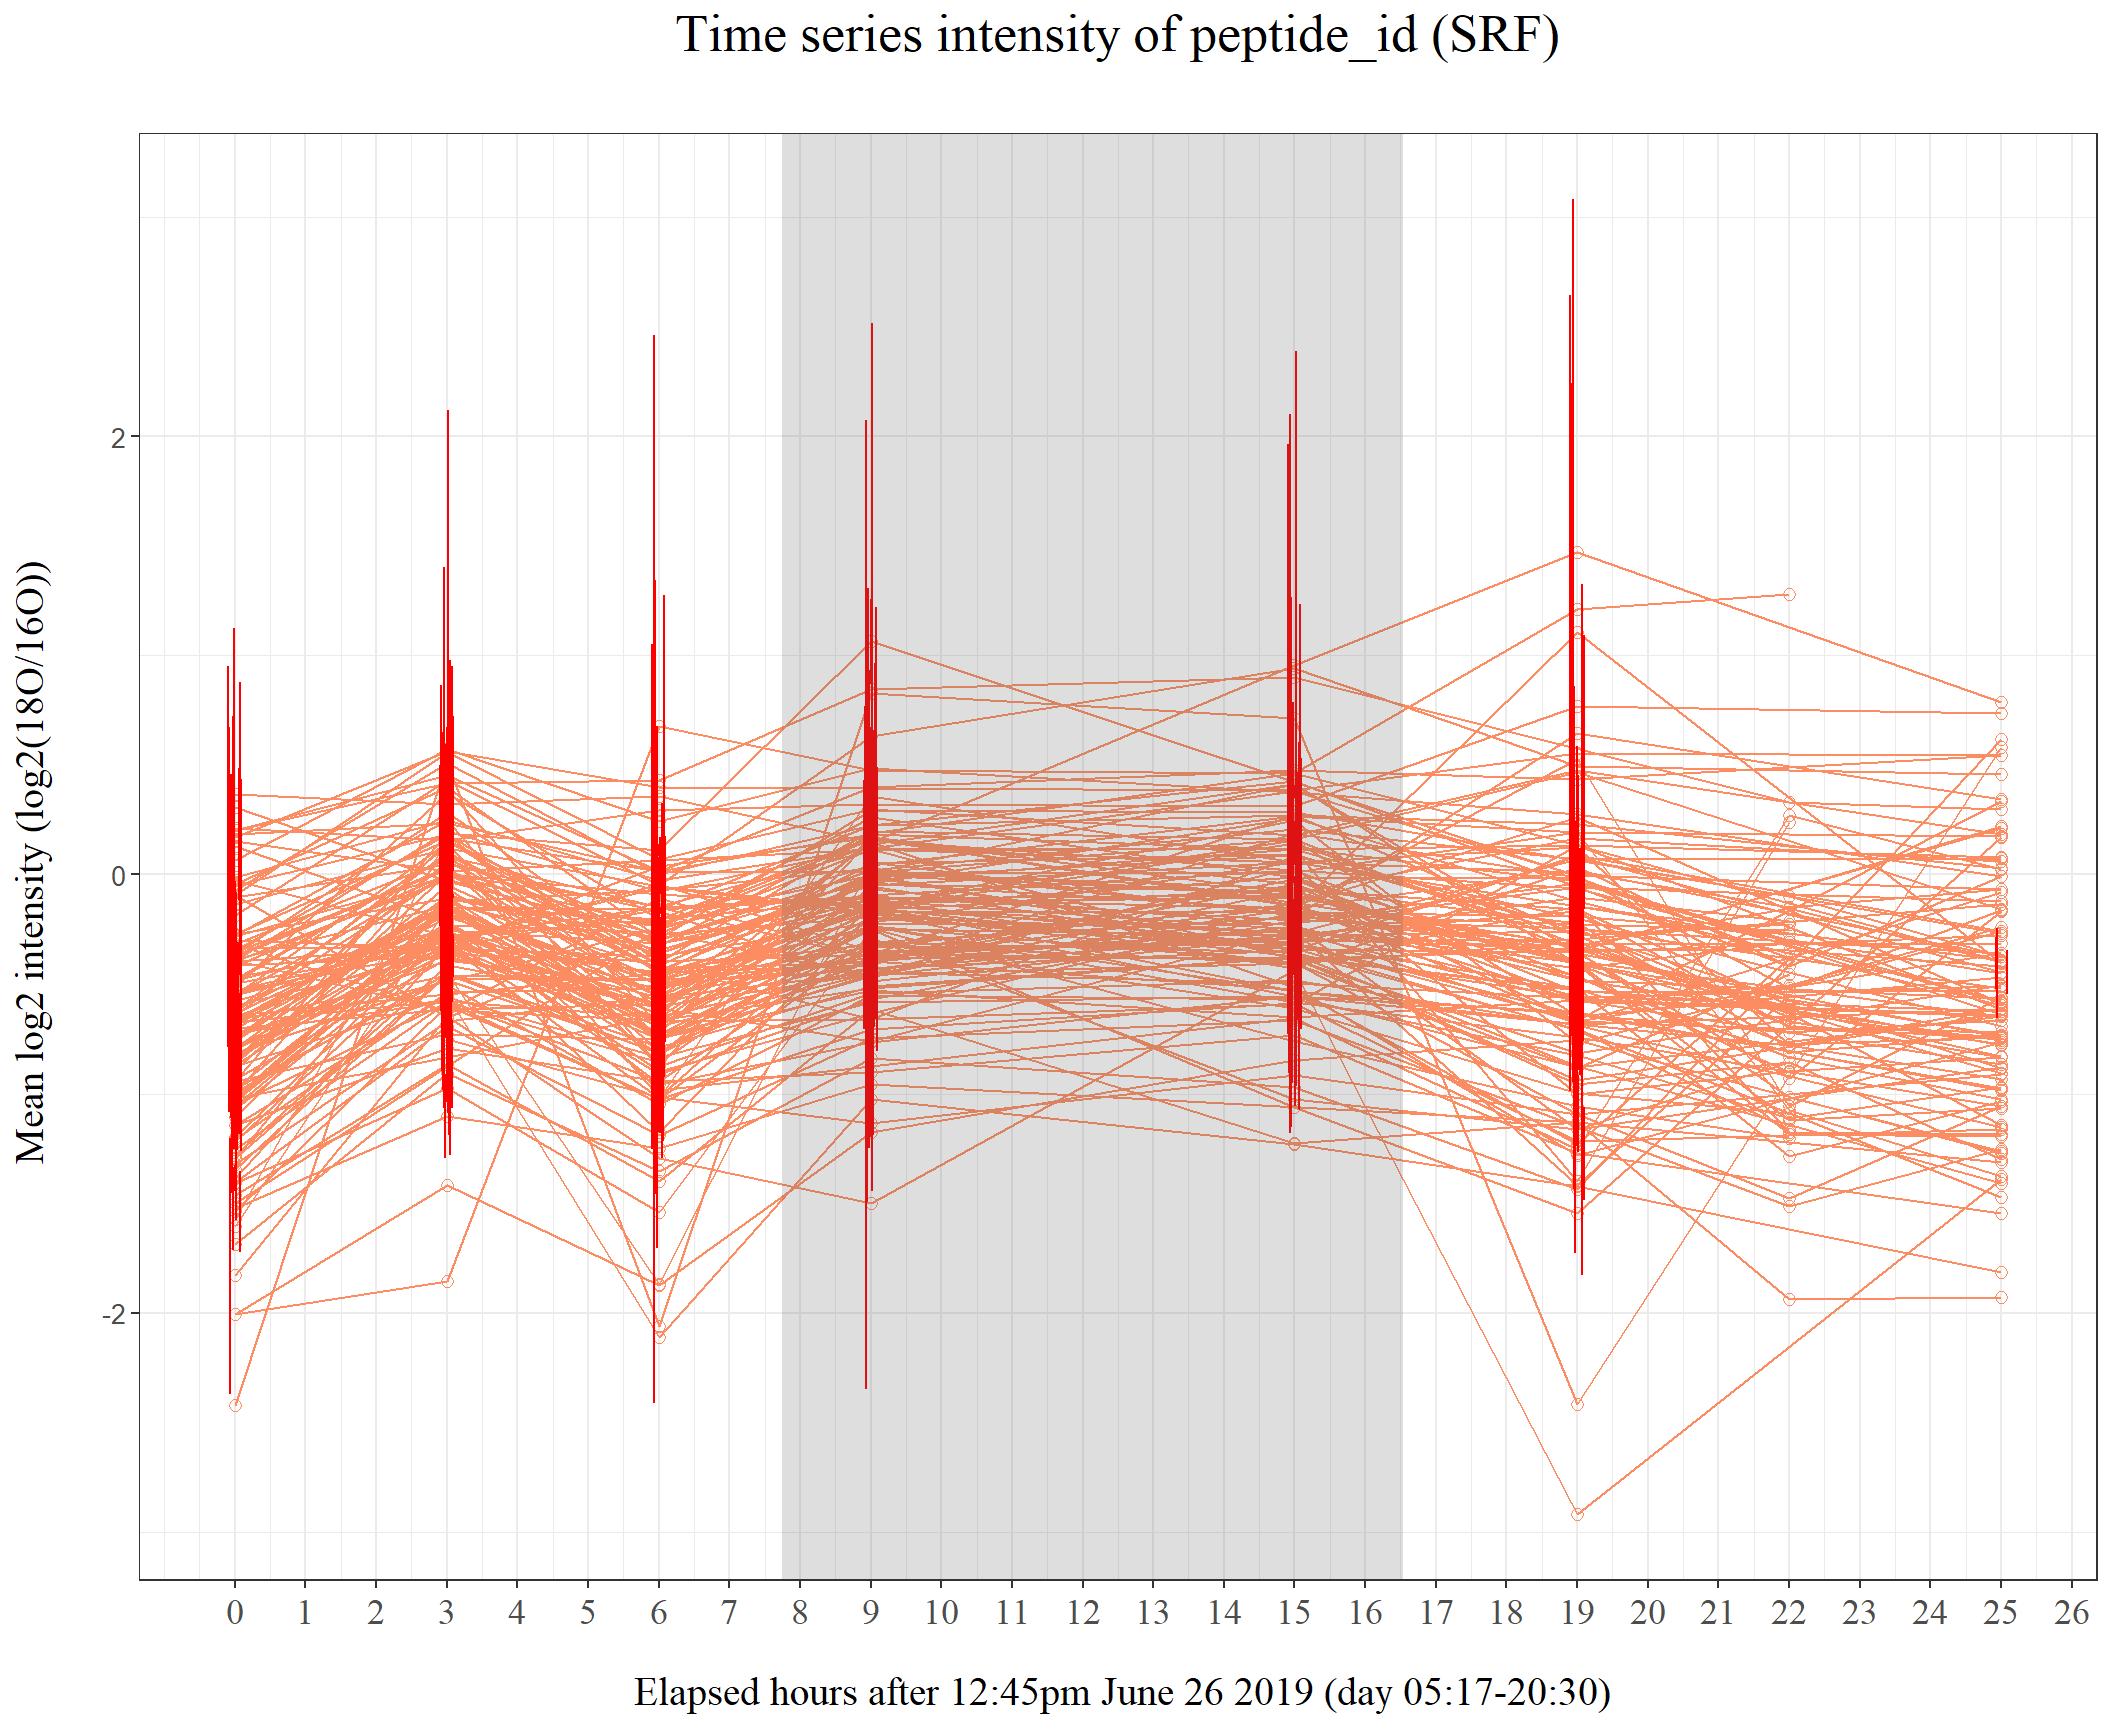 Time series intensity of peptide_id (SRF)
Mean log2 intensity (log2(18O/16O))
2
0
-2
0 1 2 3 4 5 6 7 8 9 10 11 12 13 14 15 16 17 18 19 20 21 22 23 24 25 26
Elapsed hours after 12:45pm June 26 2019 (day 05:17-20:30)